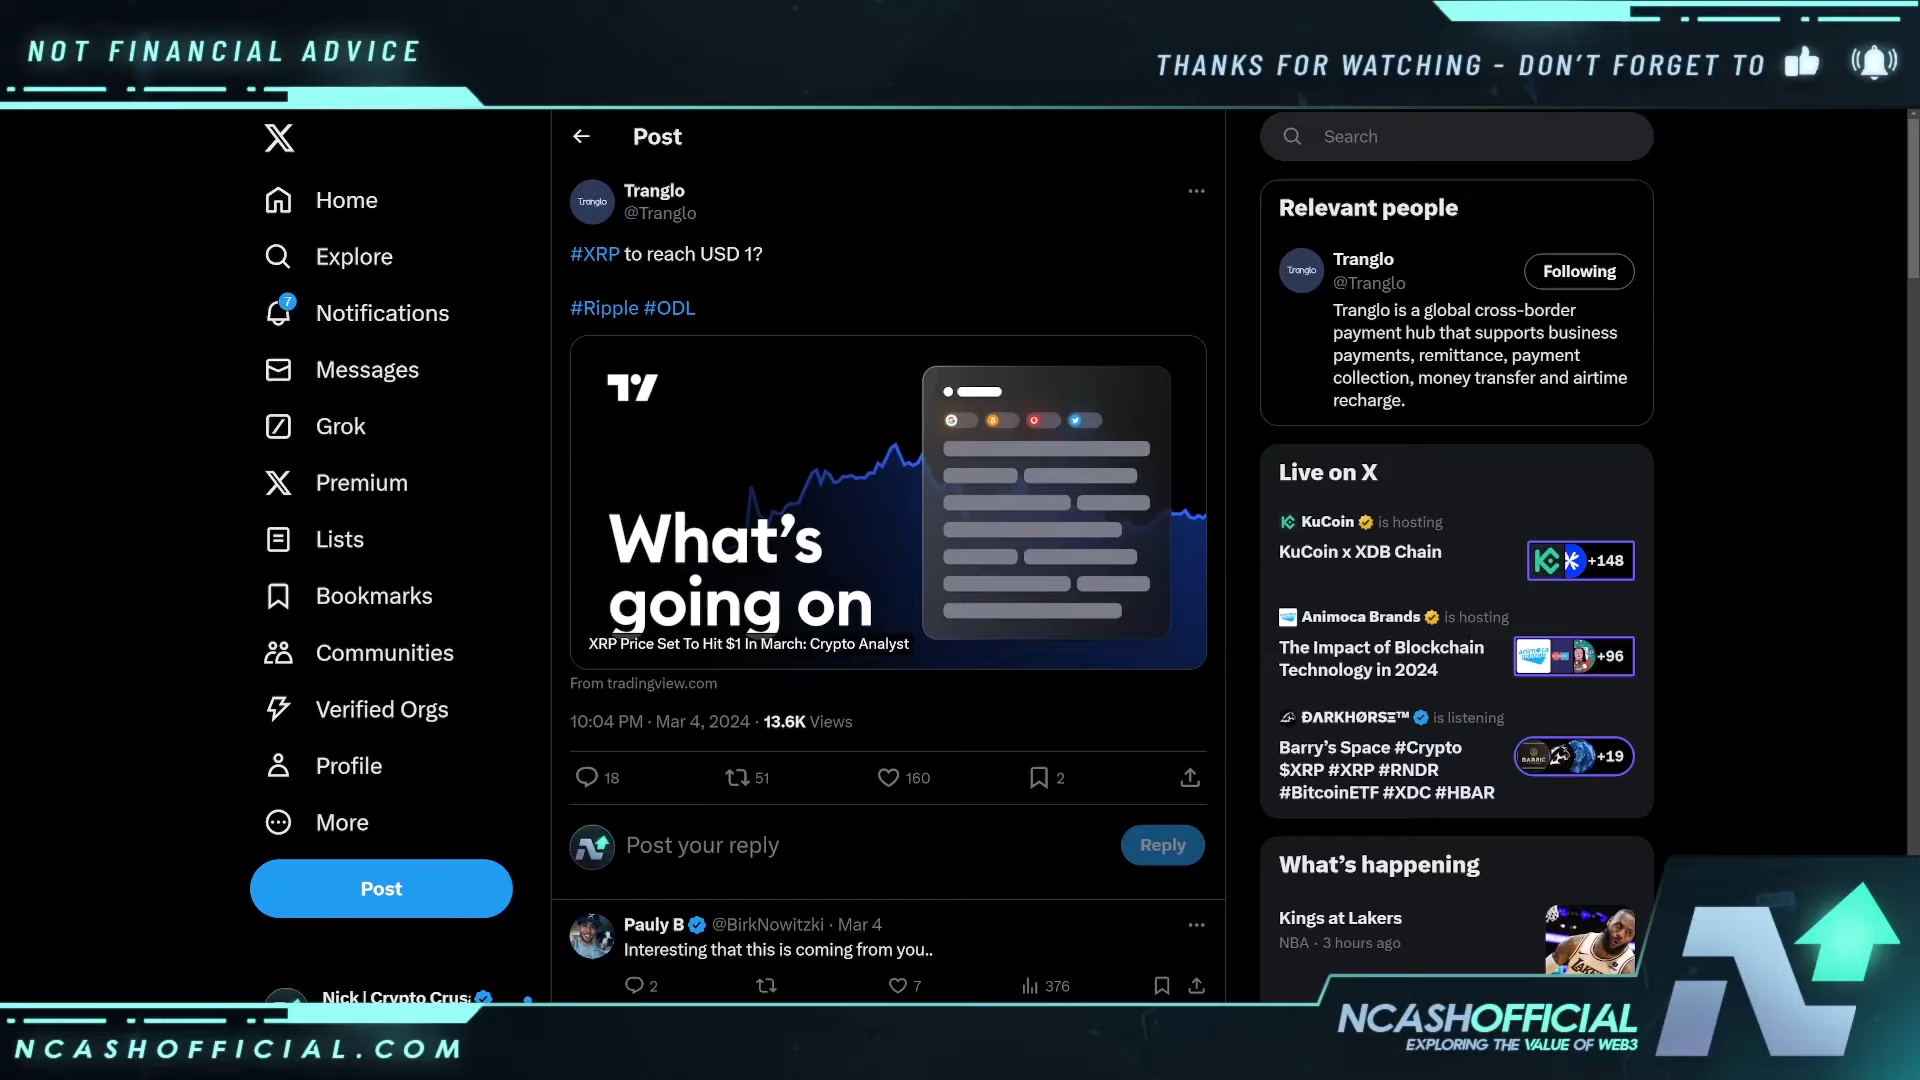 NOT FINANCIAL ADVICE
THANKS FOR WATCHING - DON'T FORGET TO
Home
Explore
7
Notifications
Messages
Grok
Premium
Lists
Bookmarks
Communities
Verified Orgs
Profile
More
Post
Nick | Crypto Crus
Post
Tranglo
Tranglo
@Tranglo
#XRP to reach USD 1?
#Ripple #ODL
What's
going on
XRP Price Set To Hit $1 In March: Crypto Analyst
From tradingview.com
10:04 PM · Mar 4, 2024 · 13.6K Views
18 51 160 2
Post your reply
Reply
Pauly B @BirkNowitzki · Mar 4
Interesting that this is coming from you..
2 7 376
Search
Relevant people
Tranglo
Tranglo
@Tranglo
Following
Tranglo is a global cross-border
payment hub that supports business
payments, remittance, payment
collection, money transfer and airtime
recharge.
Live on X
KuCoin is hosting
KuCoin x XDB Chain
+148
Animoca Brands is hosting
The Impact of Blockchain
Technology in 2024
+96
ÐΛRKHØRSΞ™ is listening
Barry's Space #Crypto
$XRP #XRP #RNDR
#BitcoinETF #XDC #HBAR
BARRIC
+19
What's happening
Kings at Lakers
NBA · 3 hours ago
NCASHOFFICIAL.COM
NCASHOFFICIAL
EXPLORING THE VALUE OF WEB3